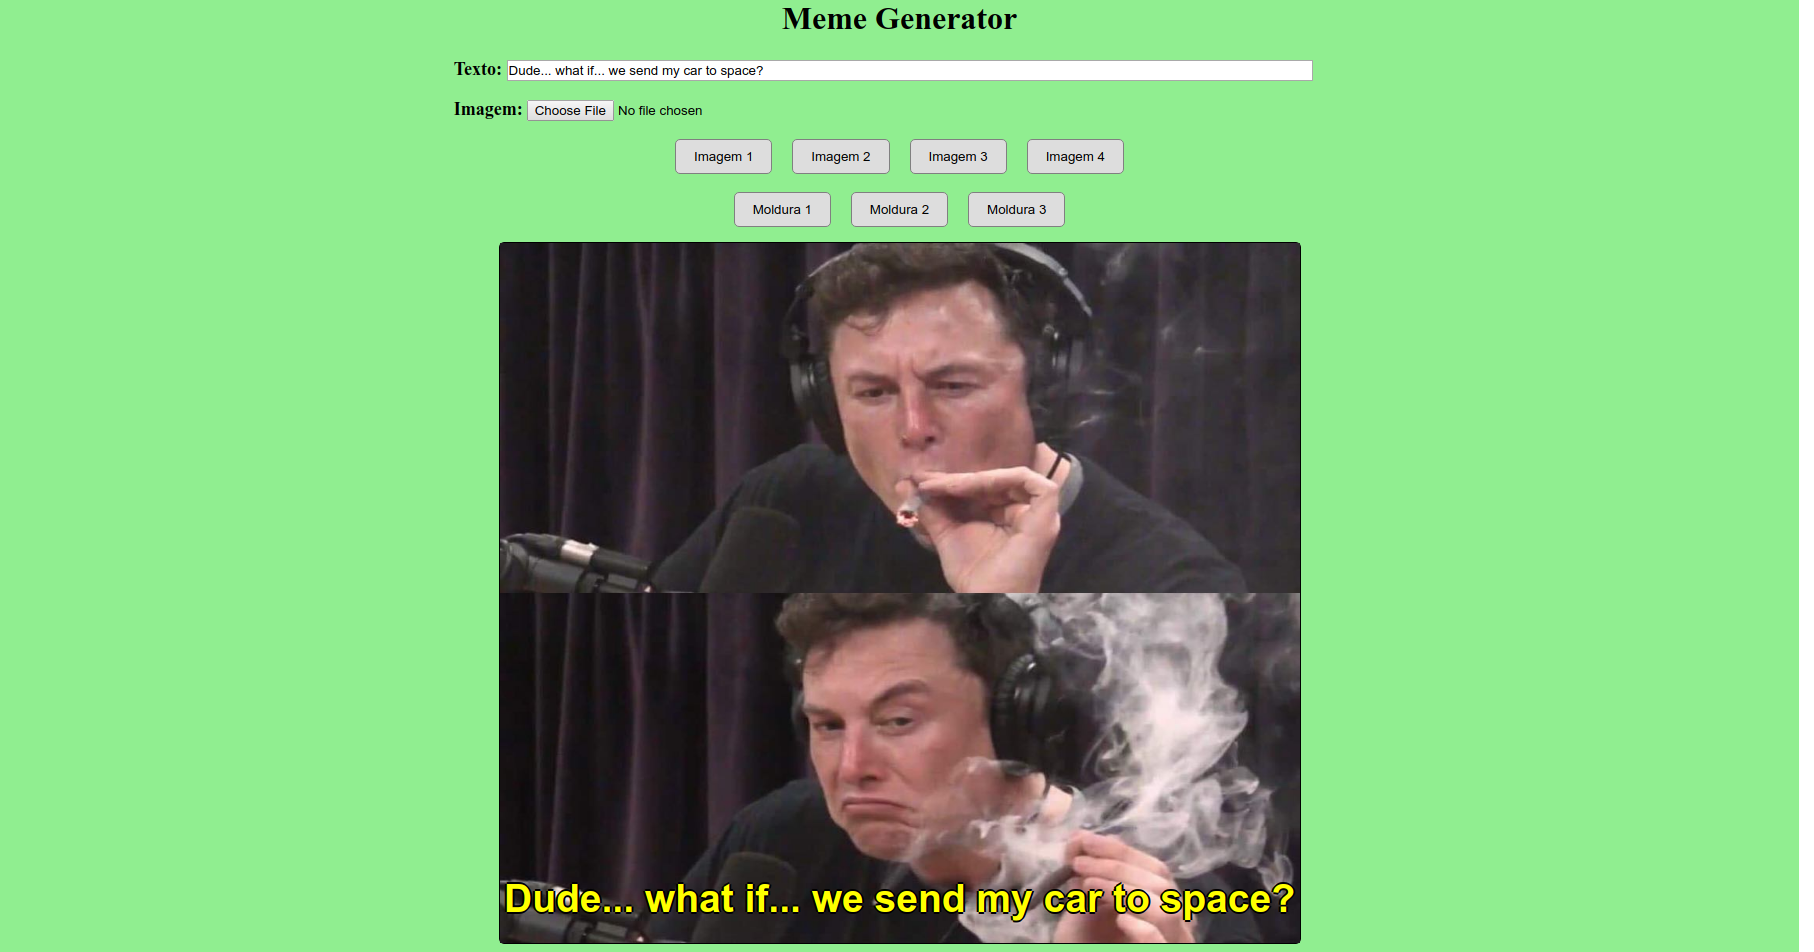 Meme Generator
Texto: Dude... what if... we send my car to space?
Imagem: Choose File No file chosen
Imagem 1 Imagem 2 Imagem 3 Imagem 4
Moldura 1 Moldura 2 Moldura 3
Dude... what if... we send my car to space?